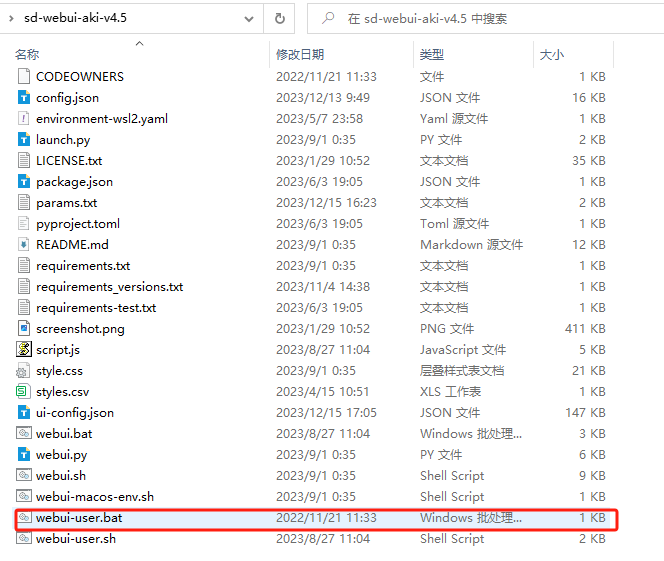 sd-webui-aki-v4.5 在 sd-webui-aki-v4.5 中搜索
名称 修改日期 类型 大小
CODEOWNERS 2022/11/21 11:33 文件 1 KB
config.json 2023/12/13 9:49 JSON 文件 16 KB
environment-wsl2.yaml 2023/5/7 23:58 Yaml 源文件 1 KB
launch.py 2023/9/1 0:35 PY 文件 2 KB
LICENSE.txt 2023/1/29 10:52 文本文档 35 KB
package.json 2023/6/3 19:05 JSON 文件 1 KB
params.txt 2023/12/15 16:23 文本文档 2 KB
pyproject.toml 2023/6/3 19:05 Toml 源文件 1 KB
README.md 2023/9/1 0:35 Markdown 源文件 12 KB
requirements.txt 2023/9/1 0:35 文本文档 1 KB
requirements_versions.txt 2023/11/4 14:38 文本文档 1 KB
requirements-test.txt 2023/6/3 19:05 文本文档 1 KB
screenshot.png 2023/1/29 10:52 PNG 文件 411 KB
script.js 2023/8/27 11:04 JavaScript 文件 5 KB
style.css 2023/9/1 0:35 层叠样式表文档 21 KB
styles.csv 2023/4/15 10:51 XLS 工作表 1 KB
ui-config.json 2023/12/15 17:05 JSON 文件 147 KB
webui.bat 2023/8/27 11:04 Windows 批处理... 3 KB
webui.py 2023/9/1 0:35 PY 文件 6 KB
webui.sh 2023/9/1 0:35 Shell Script 9 KB
webui-macos-env.sh 2023/9/1 0:35 Shell Script 1 KB
webui-user.bat 2022/11/21 11:33 Windows 批处理... 1 KB
webui-user.sh 2023/8/27 11:04 Shell Script 2 KB